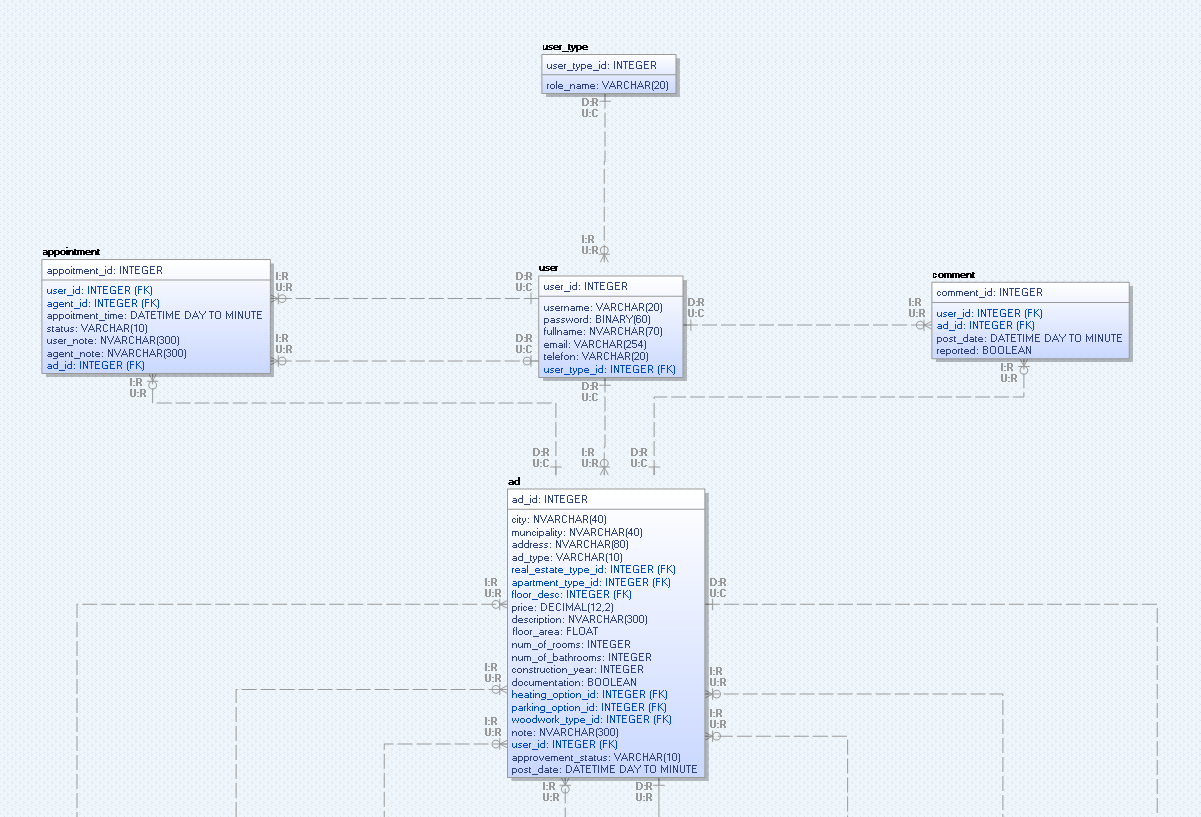 user_type
user_type_id: INTEGER
role_name: VARCHAR(20)
D:R
U:C
I:R
U:R
appointment
appoitment_id: INTEGER
user_id: INTEGER (FK)
agent_id: INTEGER (FK)
appoitment_time: DATETIME DAY TO MINUTE
status: VARCHAR(10)
user_note: NVARCHAR(300)
agent_note: NVARCHAR(300)
ad_id: INTEGER (FK)
I:R
U:R
I:R
U:R
I:R
U:R
D:R
U:C
D:R
U:C
user
user_id: INTEGER
username: VARCHAR(20)
password: BINARY(60)
fullname: NVARCHAR(70)
email: VARCHAR(254)
telefon: VARCHAR(20)
user_type_id: INTEGER (FK)
D:R
U:C
D:R
U:C
I:R
U:R
comment
comment_id: INTEGER
user_id: INTEGER (FK)
ad_id: INTEGER (FK)
post_date: DATETIME DAY TO MINUTE
reported: BOOLEAN
I:R
U:R
D:R
U:C
I:R
U:R
D:R
U:C
ad
ad_id: INTEGER
city: NVARCHAR(40)
muncipality: NVARCHAR(40)
address: NVARCHAR(80)
ad_type: VARCHAR(10)
real_estate_type_id: INTEGER (FK)
apartment_type_id: INTEGER (FK)
floor_desc: INTEGER (FK)
price: DECIMAL(12,2)
description: NVARCHAR(300)
floor_area: FLOAT
num_of_rooms: INTEGER
num_of_bathrooms: INTEGER
construction_year: INTEGER
documentation: BOOLEAN
heating_option_id: INTEGER (FK)
parking_option_id: INTEGER (FK)
woodwork_type_id: INTEGER (FK)
note: NVARCHAR(300)
user_id: INTEGER (FK)
approvement_status: VARCHAR(10)
post_date: DATETIME DAY TO MINUTE
I:R
U:R
I:R
U:R
I:R
U:R
D:R
U:C
I:R
U:R
I:R
U:R
I:R
U:R
D:R
U:R